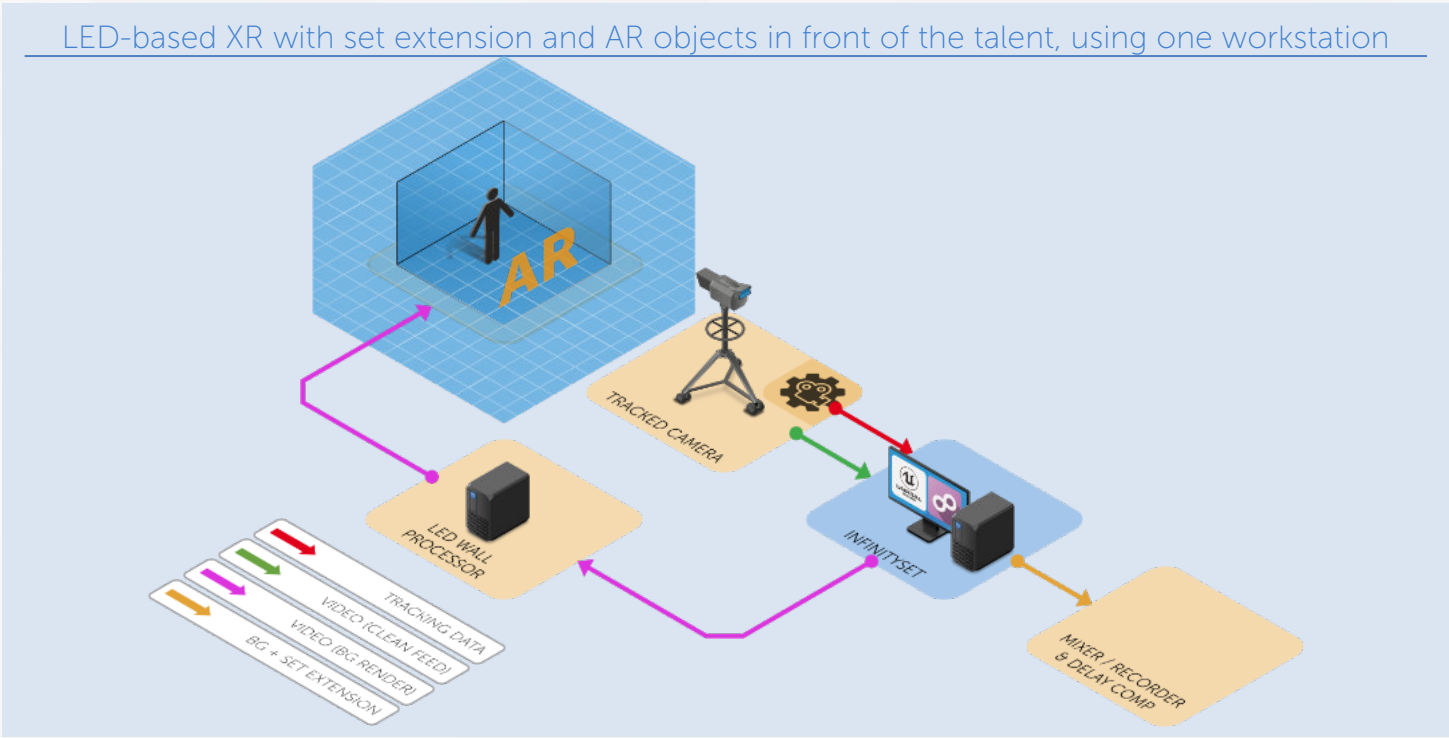 LED-based XR with set extension and AR objects in front of the talent, using one workstation
AR
TRACKED CAMERA
INFINITYSET
LED WALL
PROCESSOR
MIXER / RECORDER
& DELAY COMP
TRACKING DATA
VIDEO (CLEAN FEED)
VIDEO (BG RENDER)
BG + SET EXTENSION